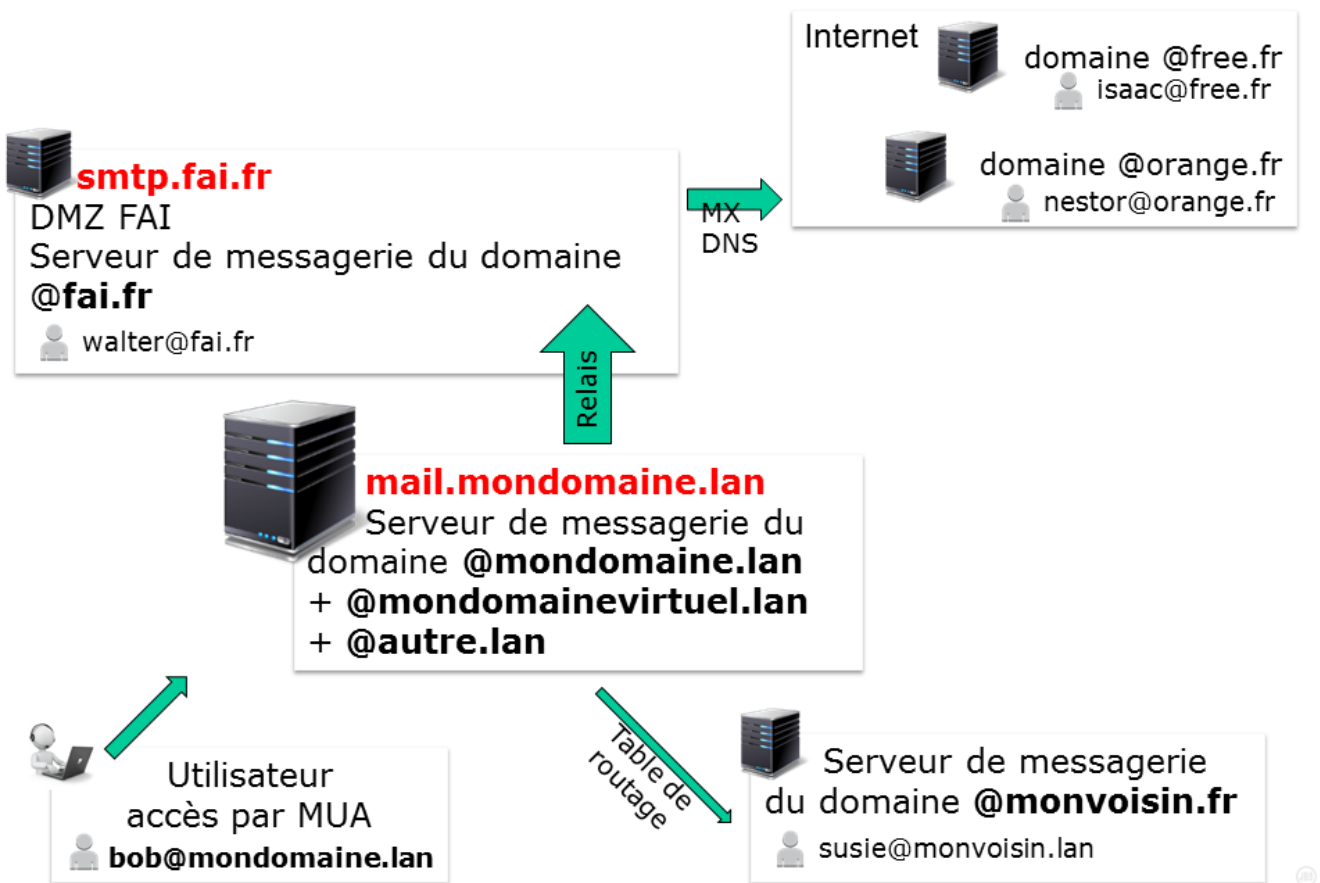 Internet
domaine @free.fr
isaac@free.fr
domaine @orange.fr
nestor@orange.fr
smtp.fai.fr
DMZ FAI
Serveur de messagerie du domaine
@fai.fr
walter@fai.fr
MX
DNS
Relais
mail.mondomaine.lan
Serveur de messagerie du
domaine @mondomaine.lan
+ @mondomainevirtuel.lan
+ @autre.lan
Utilisateur
accès par MUA
bob@mondomaine.lan
Table de
routage
Serveur de messagerie
du domaine @monvoisin.fr
susie@monvoisin.lan